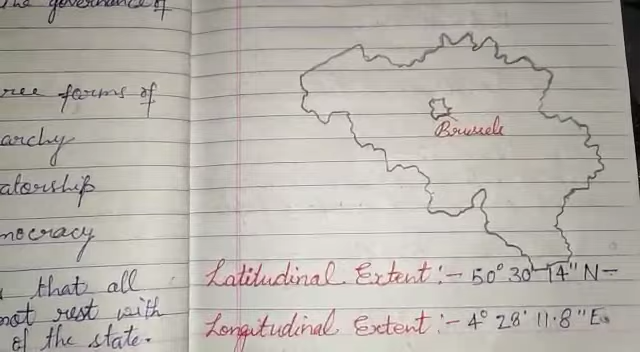 The governance of
ree forms of
archy
atorship
mocracy
that all
not rest with
of the state.
Brussels
Latitudinal Extent :- 50° 30' 14" N-
Longitudinal Extent :- 4° 28' 11.8" E.